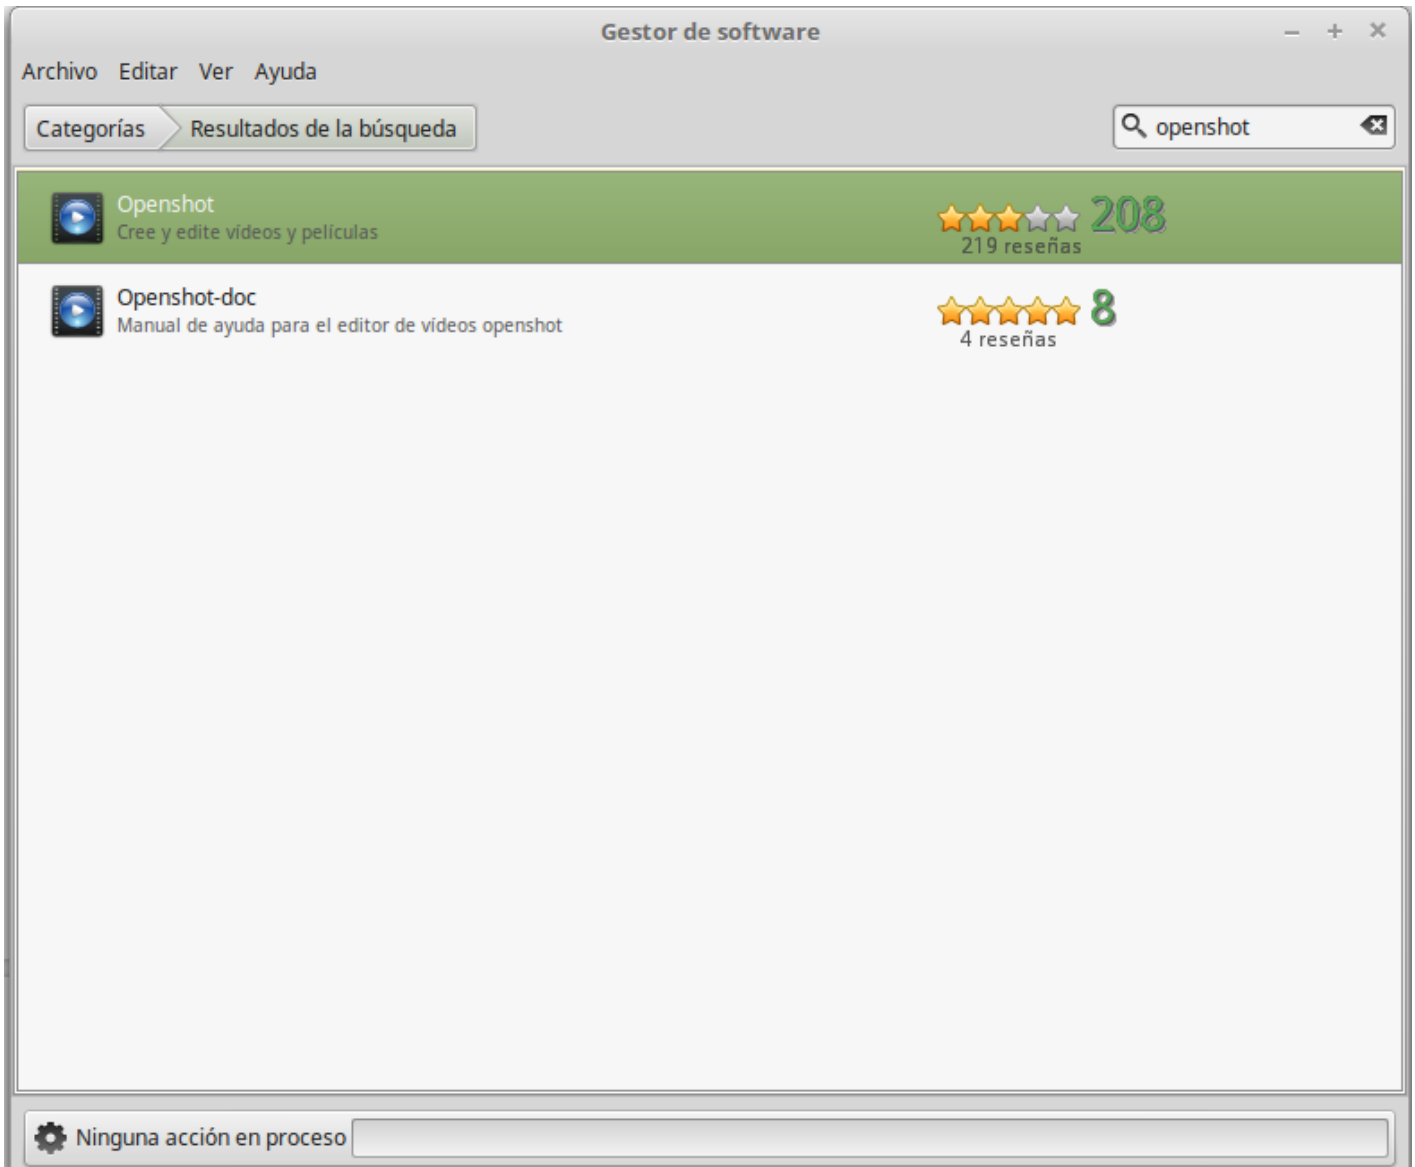 Gestor de software
Archivo Editar Ver Ayuda
Categorías Resultados de la búsqueda openshot
Openshot 208
Cree y edite vídeos y películas
219 reseñas
Openshot-doc 8
Manual de ayuda para el editor de vídeos openshot
4 reseñas
Ninguna acción en proceso